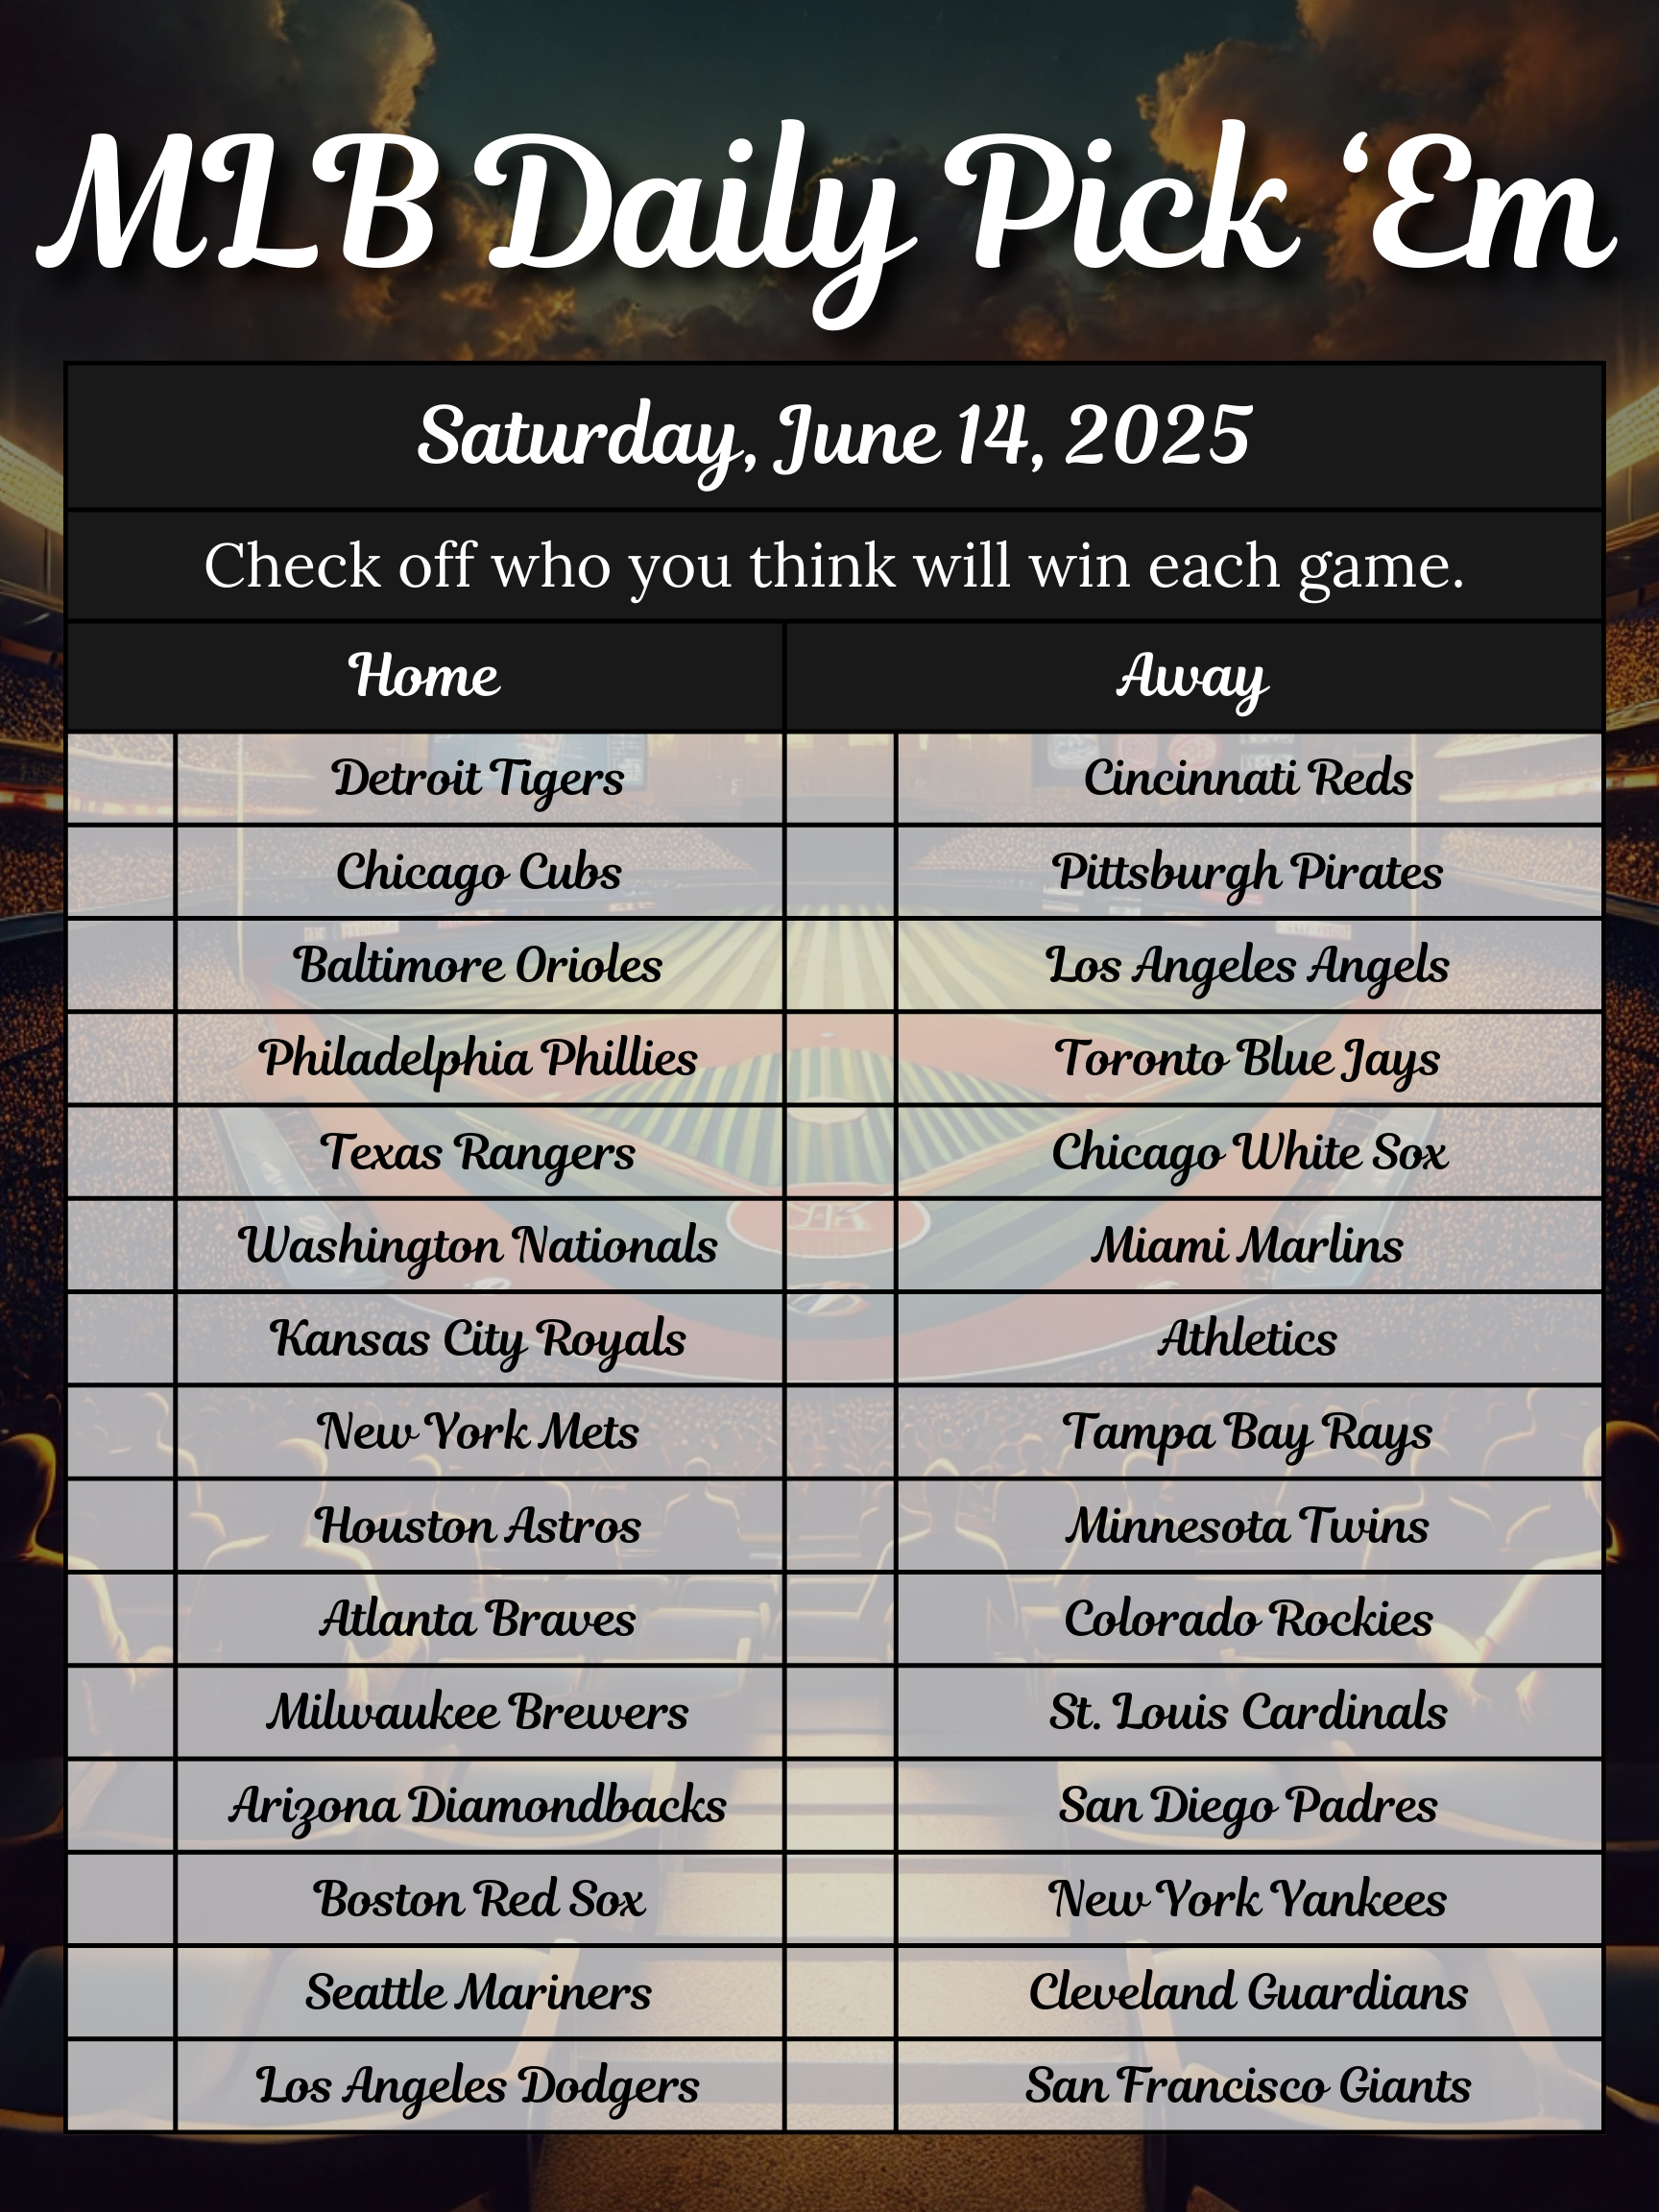 MLB Daily Pick ‘Em
Saturday, June 14, 2025
Check off who you think will win each game.
Home Away
Detroit Tigers Cincinnati Reds
Chicago Cubs Pittsburgh Pirates
Baltimore Orioles Los Angeles Angels
Philadelphia Phillies Toronto Blue Jays
Texas Rangers Chicago White Sox
Washington Nationals Miami Marlins
Kansas City Royals Athletics
New York Mets Tampa Bay Rays
Houston Astros Minnesota Twins
Atlanta Braves Colorado Rockies
Milwaukee Brewers St. Louis Cardinals
Arizona Diamondbacks San Diego Padres
Boston Red Sox New York Yankees
Seattle Mariners Cleveland Guardians
Los Angeles Dodgers San Francisco Giants